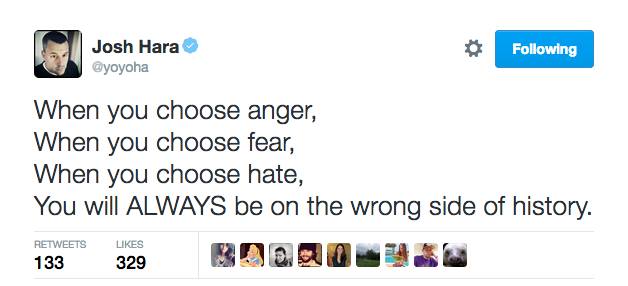 Josh Hara
@yoyoha
Following
When you choose anger,
When you choose fear,
When you choose hate,
You will ALWAYS be on the wrong side of history.
RETWEETS LIKES
133 329